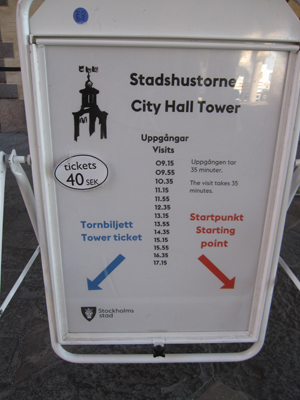 Stadshustornet
City Hall Tower
Uppgångar
Visits
09.15
09.55
10.35
11.15
11.55
12.35
13.15
13.55
14.35
15.15
15.55
16.35
17.15
Uppgången tar
35 minuter.
The visit takes 35
minutes.
tickets
40 SEK
Tornbiljett
Tower ticket
Startpunkt
Starting
point
Stockholms
stad